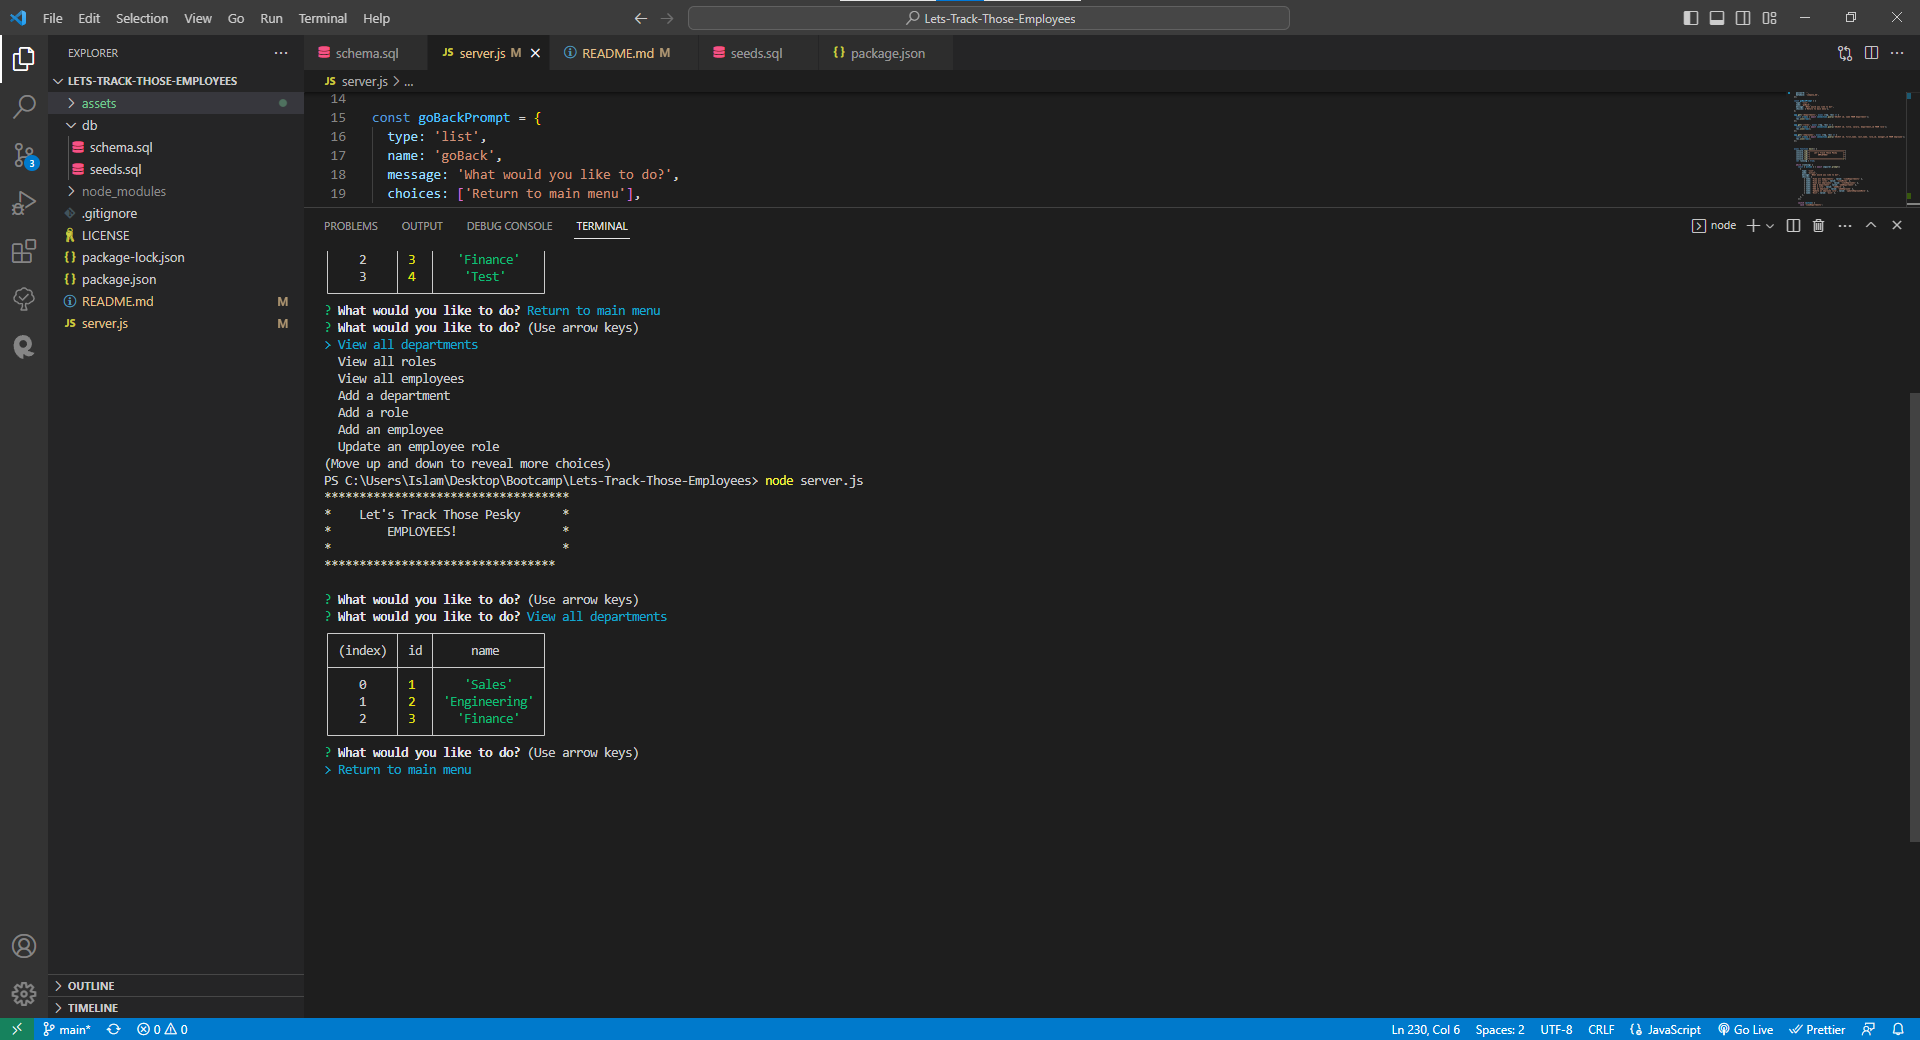 File Edit Selection View Go Run Terminal Help
Lets-Track-Those-Employees
EXPLORER
LETS-TRACK-THOSE-EMPLOYEES
assets
db
schema.sql
seeds.sql
node_modules
.gitignore
LICENSE
package-lock.json
package.json
README.md M
server.js M
3
OUTLINE
TIMELINE
schema.sql
JS server.js M
README.md M
seeds.sql
{} package.json
JS server.js > ...
14
15 const goBackPrompt = {
16 type: 'list',
17 name: 'goBack',
18 message: 'What would you like to do?',
19 choices: ['Return to main menu'],
PROBLEMS OUTPUT DEBUG CONSOLE TERMINAL
node
2 3 'Finance'
3 4 'Test'
? What would you like to do? Return to main menu
? What would you like to do? (Use arrow keys)
> View all departments
View all roles
View all employees
Add a department
Add a role
Add an employee
Update an employee role
(Move up and down to reveal more choices)
PS C:\Users\Islam\Desktop\Bootcamp\Lets-Track-Those-Employees> node server.js
***********************************
* Let's Track Those Pesky *
* EMPLOYEES! *
* *
*********************************
? What would you like to do? (Use arrow keys)
? What would you like to do? View all departments
(index) id name
0 1 'Sales'
1 2 'Engineering'
2 3 'Finance'
? What would you like to do? (Use arrow keys)
> Return to main menu
main* 0 0
Ln 230, Col 6 Spaces: 2 UTF-8 CRLF {} JavaScript Go Live Prettier